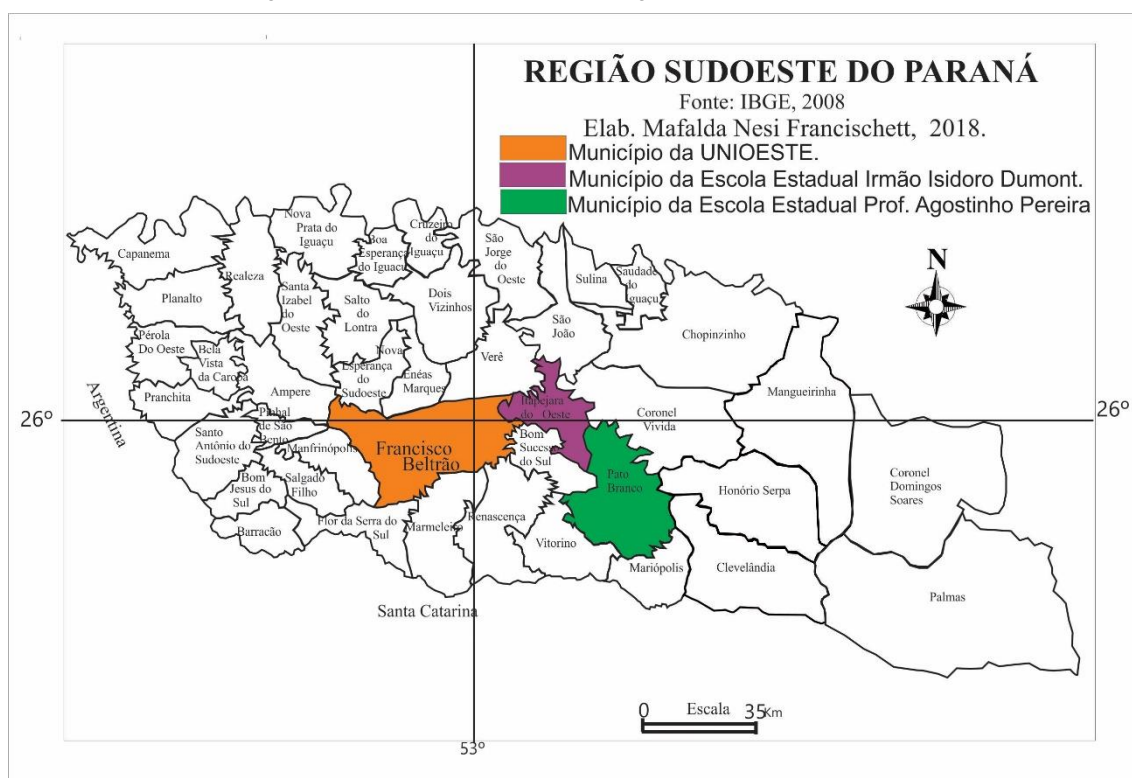 REGIÃO SUDOESTE DO PARANÁ
Fonte: IBGE, 2008
Elab. Mafalda Nesi Francischett, 2018.
Município da UNIOESTE.
Município da Escola Estadual Irmão Isidoro Dumont.
Município da Escola Estadual Prof. Agostinho Pereira
N
Capanema
Nova
Prata do
Iguaçu
Boa
Esperança
do Iguacu
Cruzeiro
do
Iguaçu
São
Jorge
do
Oeste
Sulina
Saudade
do
Iguaçu
Realeza
Planalto
Santa
Izabel
do
Oeste
Salto
do
Lontra
Dois
Vizinhos
São
João
Chopinzinho
Pérola
Do Oeste
Bela
Vista
da Caroba
Nova
Esperança
do
Sudoeste
Enéas
Marques
Verê
Mangueirinha
Pranchita
Ampere
Itapejara
do Oeste
Coronel
Vivida
Argentina
26º
26º
Pinhal
de São
Bento
Santo
Antônio do
Sudoeste
Manfrinópolis
Francisco
Beltrão
Bom
Sucesso
do Sul
Pato
Branco
Honório Serpa
Coronel
Domingos
Soares
Bom
Jesus do
Sul
Salgado
Filho
Barracão
Flor da Serra do
Sul
Marmeleiro
Renascença
Vitorino
Mariópolis
Clevelândia
Palmas
Santa Catarina
0 Escala 35Km
53º